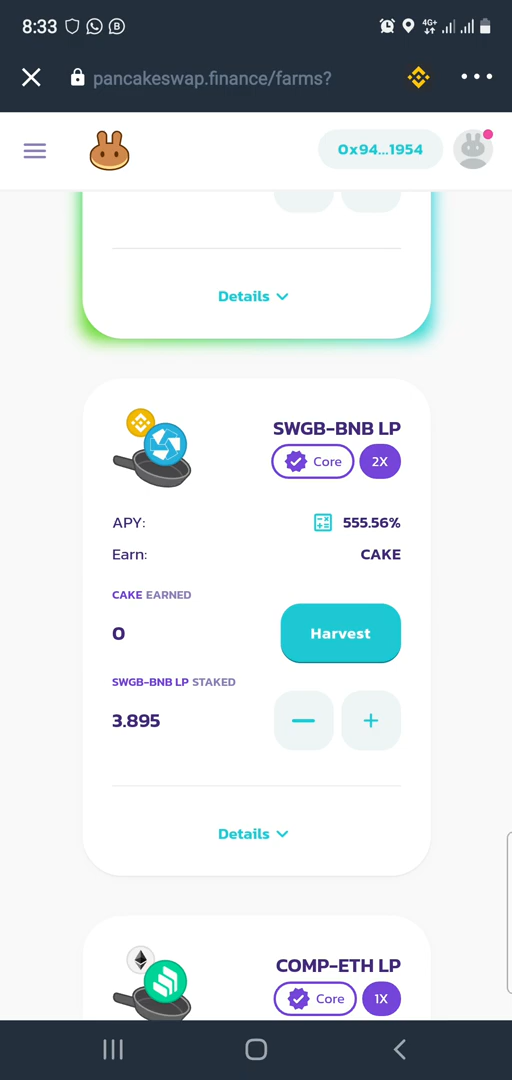 8:33
4G+
pancakeswap.finance/farms?
0x94...1954
Details
SWGB-BNB LP
Core
2X
APY:
555.56%
Earn:
CAKE
CAKE EARNED
0
Harvest
SWGB-BNB LP STAKED
3.895
Details
COMP-ETH LP
Core
1X